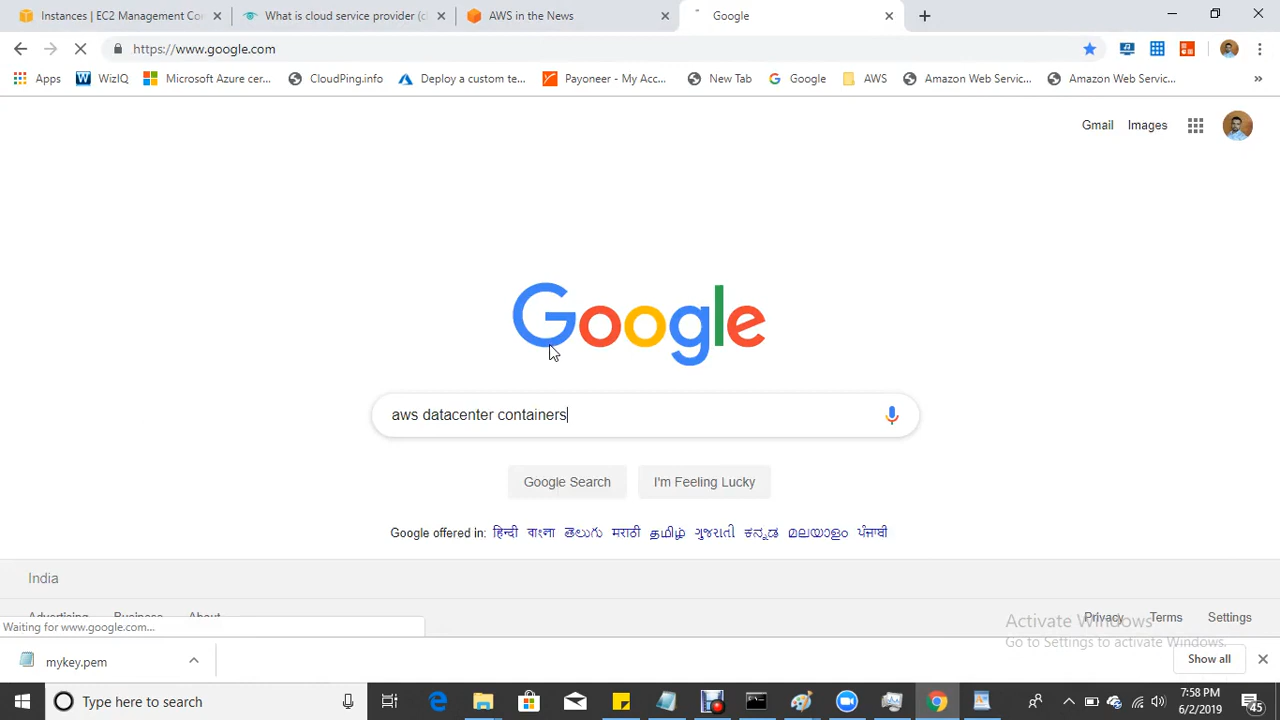 Instances | EC2 Management Co
What is cloud service provider (c
AWS in the News
Google
https://www.google.com
Apps
WizIQ
Microsoft Azure cer...
CloudPing.info
Deploy a custom te...
Payoneer - My Acc...
New Tab
Google
AWS
Amazon Web Servic...
Amazon Web Servic...
»
Gmail
Images
Google
aws datacenter containers
Google Search
I'm Feeling Lucky
Google offered in: हिन्दी বাংলা తెలుగు मराठी தமிழ் ગુજરાતી ಕನ್ನಡ മലയാളം ਪੰਜਾਬੀ
India
Advertising
Business
About
Privacy
Terms
Settings
Waiting for www.google.com...
Activate Windows
Go to Settings to activate Windows.
mykey.pem
Show all
Type here to search
7:58 PM
6/2/2019
45